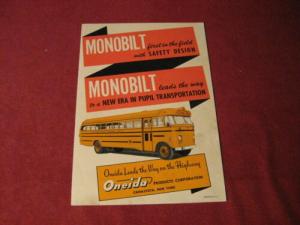 MONOBILT first in the field
with SAFETY DESIGN
MONOBILT leads the way
to a NEW ERA IN PUPIL TRANSPORTATION
Oneida Leads the Way on the Highway
Oneida PRODUCTS CORPORATION
CANASTOTA, NEW YORK